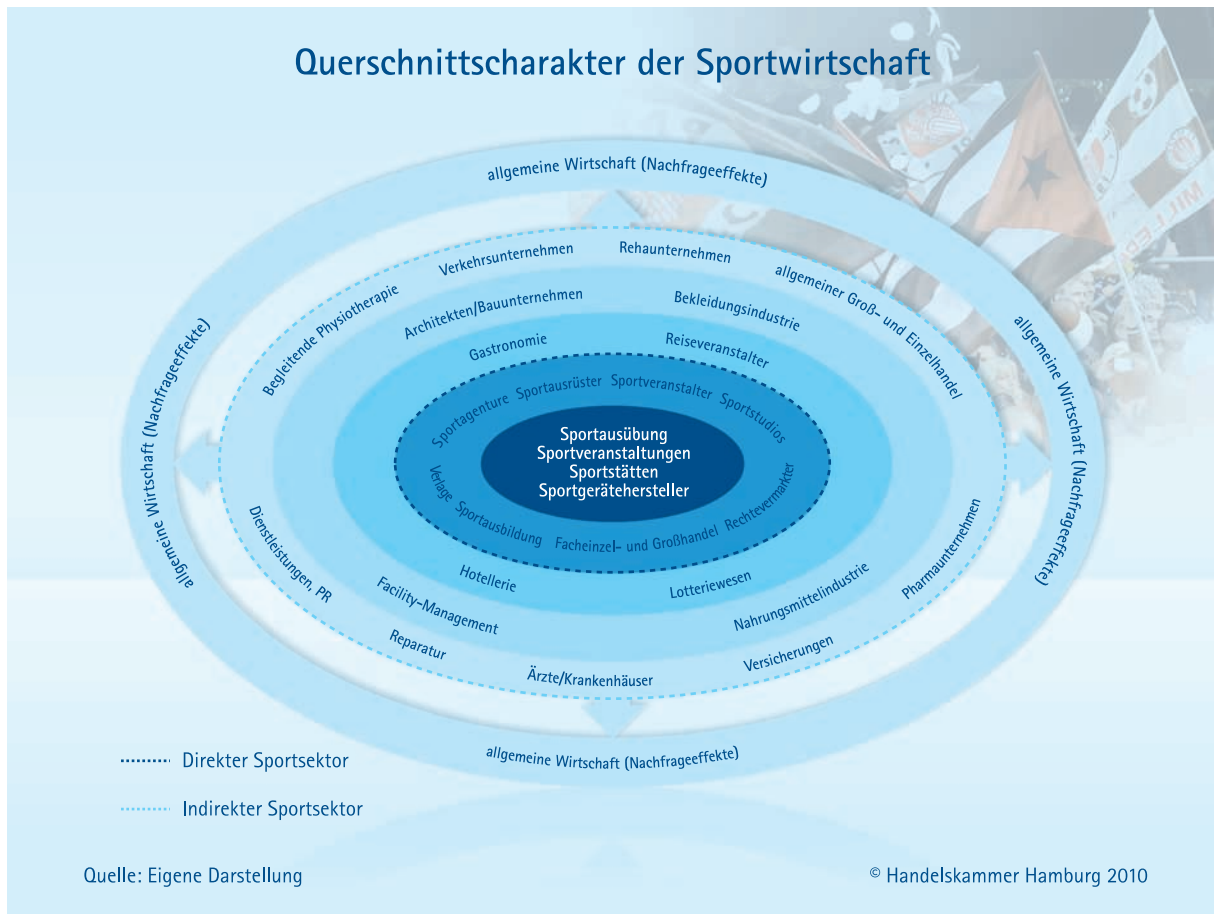 Querschnittscharakter der Sportwirtschaft
allgemeine Wirtschaft (Nachfrageeffekte)
Verkehrsunternehmen
Rehaunternehmen
Begleitende Physiotherapie
allgemeiner Groß- und Einzelhandel
Architekten/Bauunternehmen
Bekleidungsindustrie
allgemeine Wirtschaft (Nachfrageeffekte)
allgemeine Wirtschaft (Nachfrageeffekte)
Gastronomie
Reiseveranstalter
Sportagenture
Sportausrüster
Sportveranstalter
Sportstudios
Sportausübung
Sportveranstaltungen
Sportstätten
Sportgerätehersteller
Verlage
Sportausbildung
Facheinzel- und Großhandel
Rechtevermarkter
Hotellerie
Lotteriewesen
Dienstleistungen, PR
Facility-Management
Nahrungsmittelindustrie
Pharmaunternehmen
Reparatur
Ärzte/Krankenhäuser
Versicherungen
allgemeine Wirtschaft (Nachfrageeffekte)
Direkter Sportsektor
Indirekter Sportsektor
Quelle: Eigene Darstellung
© Handelskammer Hamburg 2010